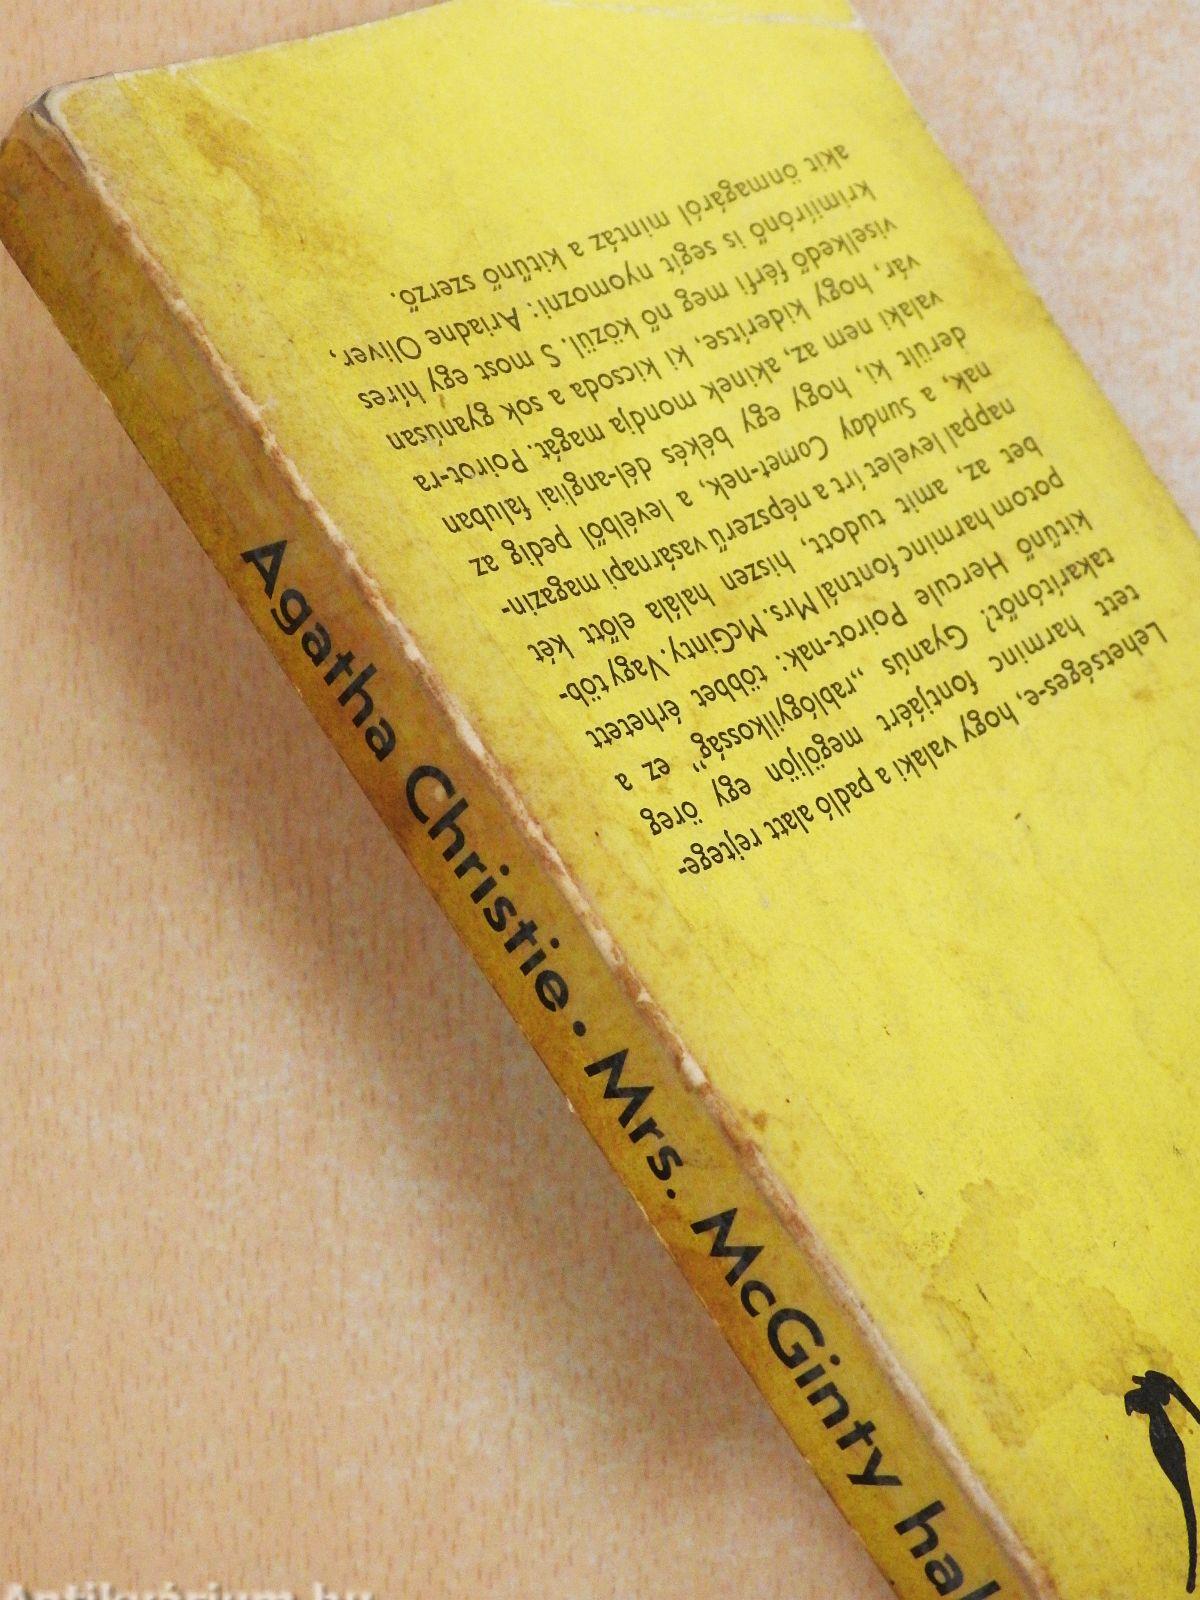 Agatha Christie · Mrs. McGinty hal
Lehetséges-e, hogy valaki a padló alatt rejtege-
tett harminc fontjáért megöljön egy öreg
takarítónőt? Gyanús „rablógyilkosság” ez a
kitűnő Hercule Poirot-nak: többet érhetett
potom harminc fontnál Mrs. McGinty. Vagy töb-
bet az, amit tudott, hiszen halála előtt két
nappal levelet írt a népszerű vasárnapi magazin-
nak, a Sunday Comet-nek, a levélből pedig az
derült ki, hogy egy békés dél-angliai faluban
valaki nem az, akinek mondja magát. Poirot-ra
vár, hogy kiderítse, ki kicsoda a sok gyanúsan
viselkedő férfi meg nő közül. S most egy híres
krimiírónő is segít nyomozni: Ariadne Oliver,
akit önmagáról mintáz a kitűnő szerző.
Antikvárium.hu